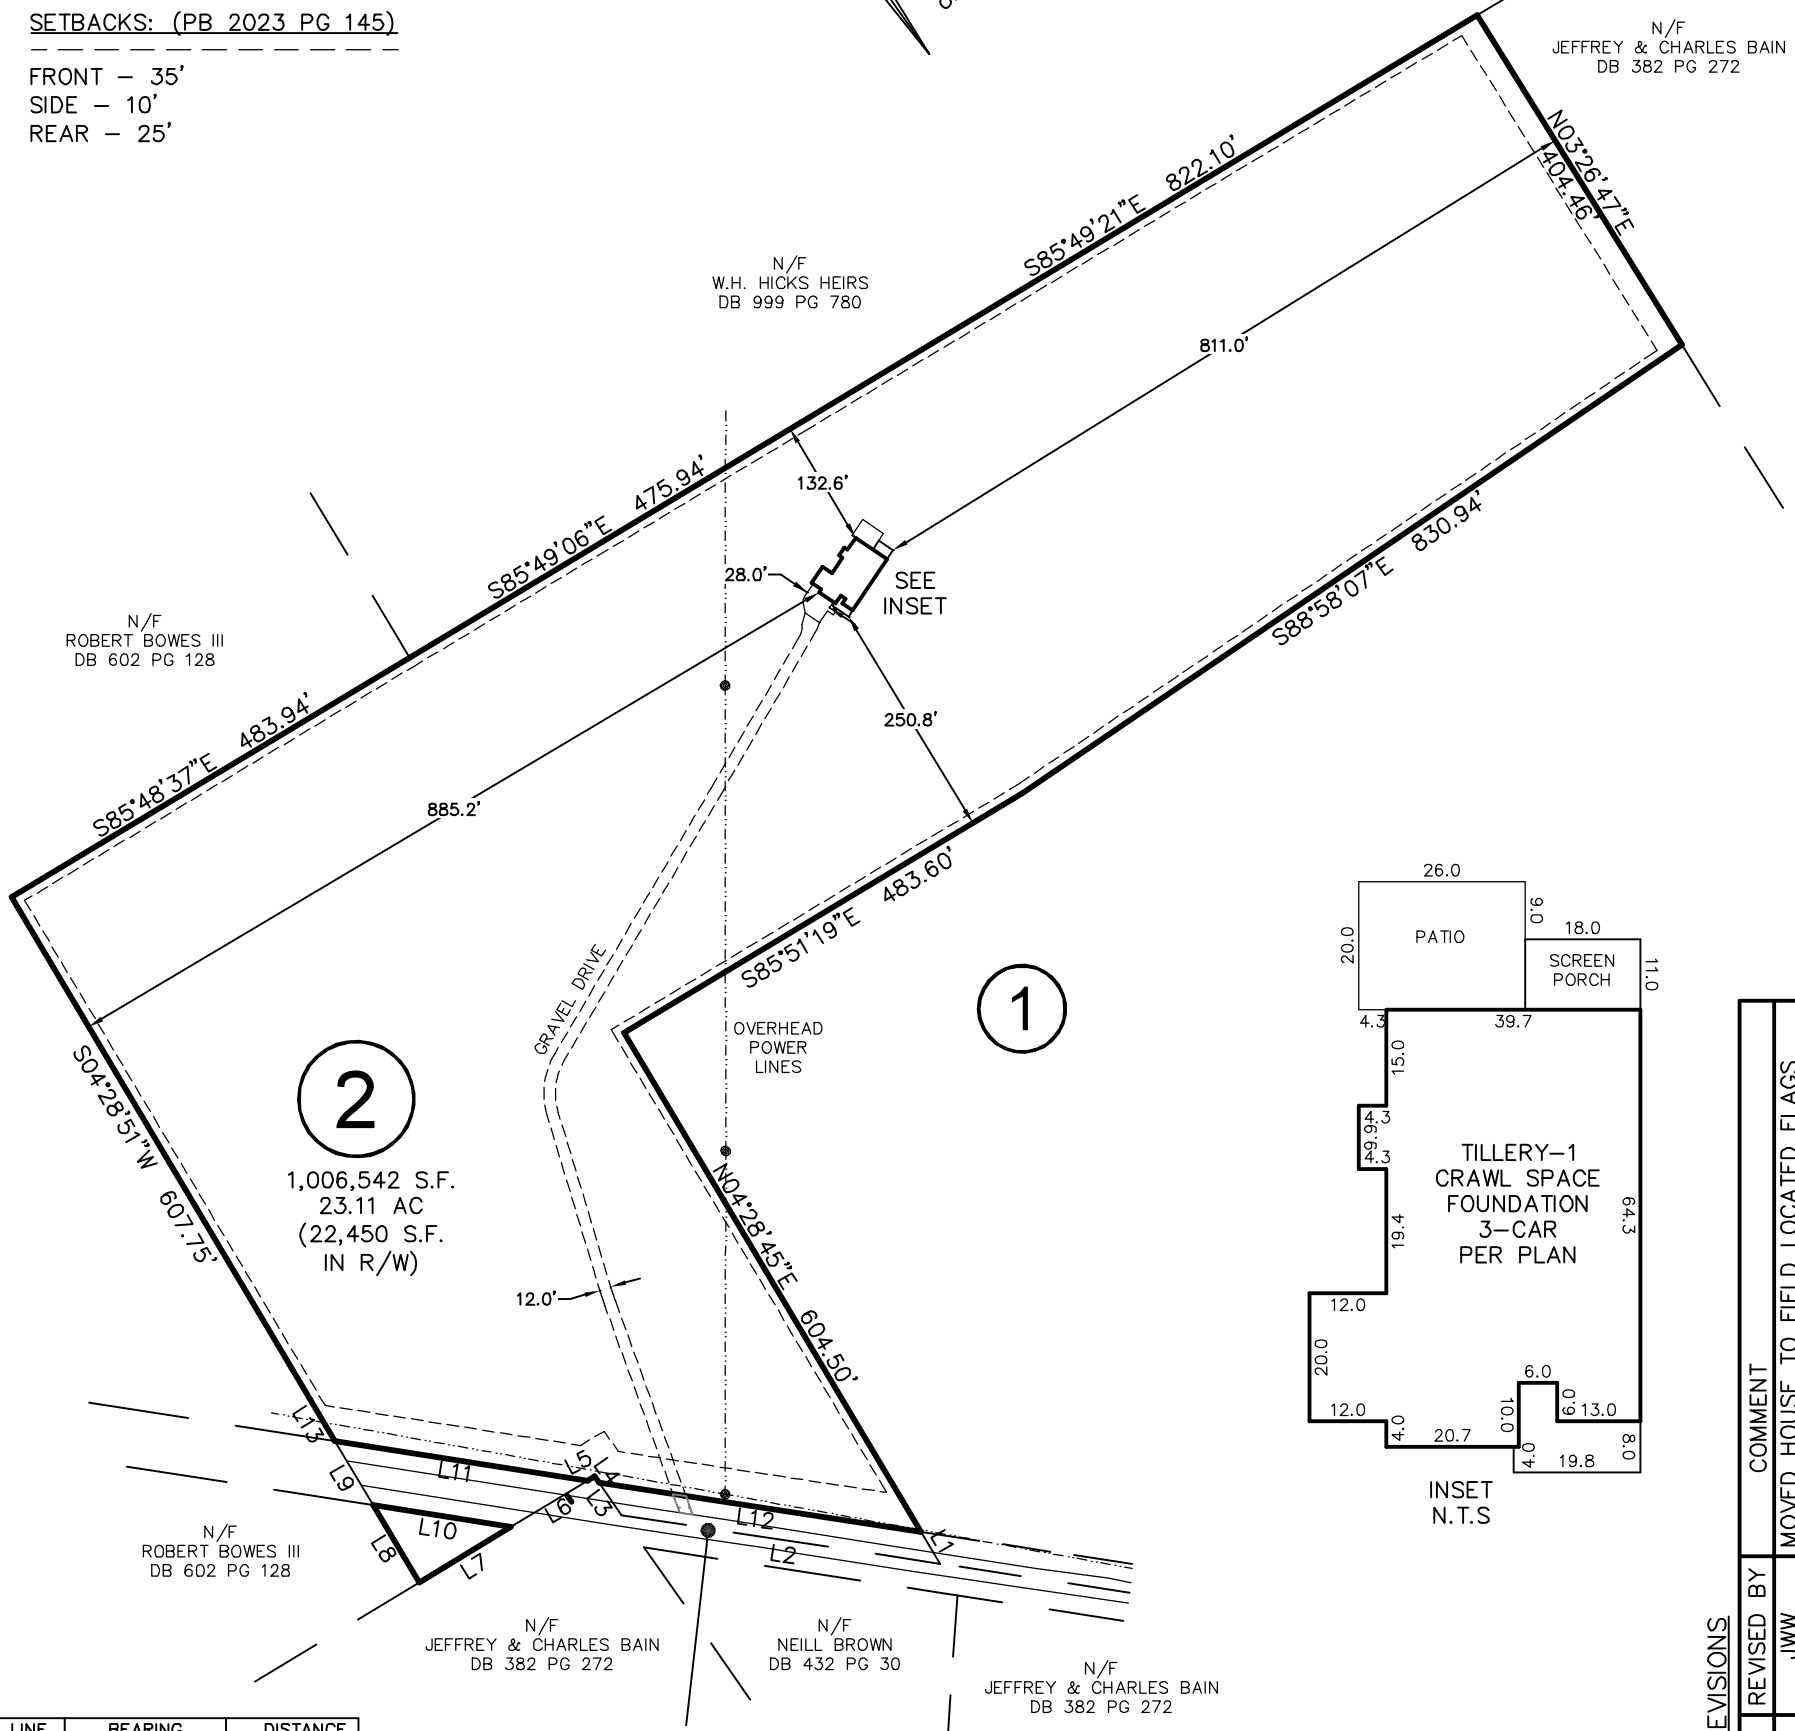 SETBACKS: (PB 2023 PG 145)
FRONT – 35'
SIDE – 10'
REAR – 25'
N/F
JEFFREY & CHARLES BAIN
DB 382 PG 272
N03°26'47"E
404.46'
S85°49'21"E 822.10'
811.0'
N/F
W.H. HICKS HEIRS
DB 999 PG 780
S85°49'06"E 475.94'
132.6'
28.0'
SEE
INSET
S88°58'07"E 830.94'
N/F
ROBERT BOWES III
DB 602 PG 128
S85°48'37"E 483.94'
250.8'
885.2'
S85°51'19"E 483.60'
GRAVEL DRIVE
OVERHEAD
POWER
LINES
1
2
1,006,542 S.F.
23.11 AC
(22,450 S.F.
IN R/W)
S04°28'51"W 607.75'
N04°28'45"E 604.50'
12.0'
L13
L11
L9
L10
L8
L7
L5
L4
L6
L3
L12
L2
L1
N/F
ROBERT BOWES III
DB 602 PG 128
N/F
JEFFREY & CHARLES BAIN
DB 382 PG 272
N/F
NEILL BROWN
DB 432 PG 30
N/F
JEFFREY & CHARLES BAIN
DB 382 PG 272
26.0
20.0
PATIO
9.0
18.0
SCREEN
PORCH
11.0
4.3
39.7
15.0
4.3
9.9
4.3
19.4
TILLERY–1
CRAWL SPACE
FOUNDATION
3–CAR
PER PLAN
64.3
12.0
20.0
12.0
4.0
20.7
10.0
6.0
6.0
13.0
4.0
19.8
8.0
INSET
N.T.S
COMMENT
MOVED HOUSE TO FIELD LOCATED FLAGS
REVISED BY
JWW
EVISIONS
LINE BEARING DISTANCE